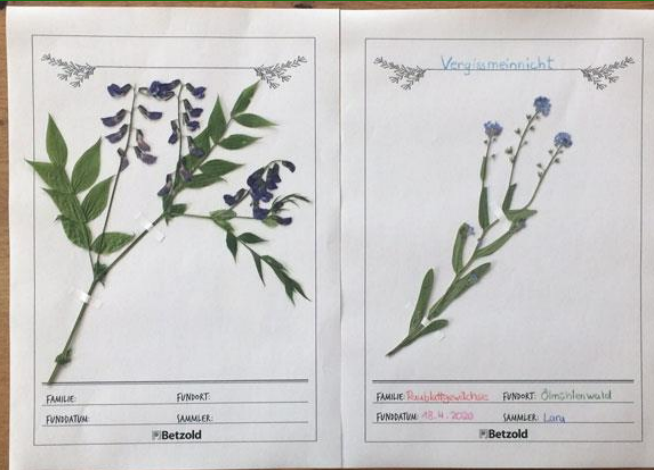 FAMILIE: FUNDORT:
FUNDDATUM: SAMMLER:
Betzold
Vergissmeinnicht
FAMILIE: Raublattgewächse FUNDORT: Ölmühlenwald
FUNDDATUM: 18.4.2020 SAMMLER: Lara
Betzold